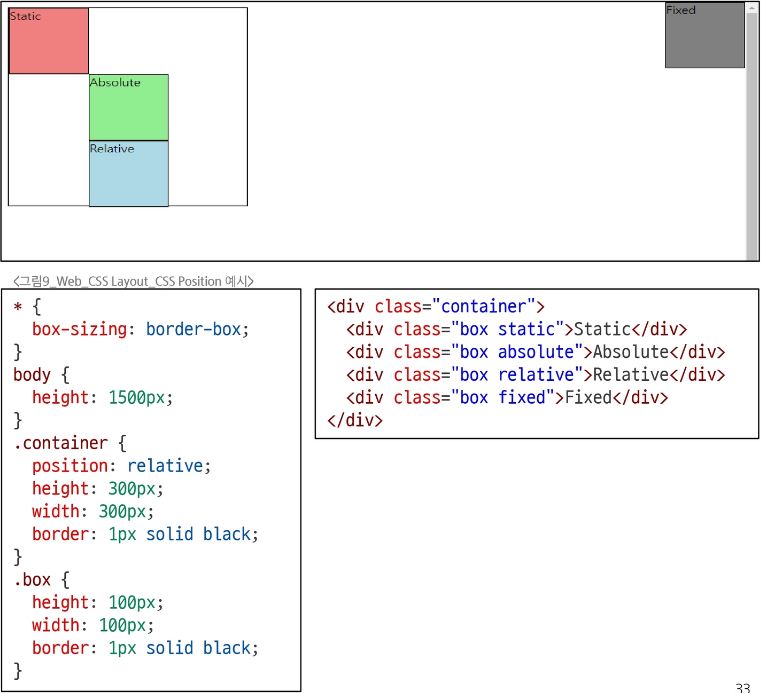 Static
Fixed
Absolute
Relative
<그림9_Web_CSS Layout_CSS Position 예시>
* {
  box-sizing: border-box;
}
body {
  height: 1500px;
}
.container {
  position: relative;
  height: 300px;
  width: 300px;
  border: 1px solid black;
}
.box {
  height: 100px;
  width: 100px;
  border: 1px solid black;
}
<div class="container">
  <div class="box static">Static</div>
  <div class="box absolute">Absolute</div>
  <div class="box relative">Relative</div>
  <div class="box fixed">Fixed</div>
</div>
33